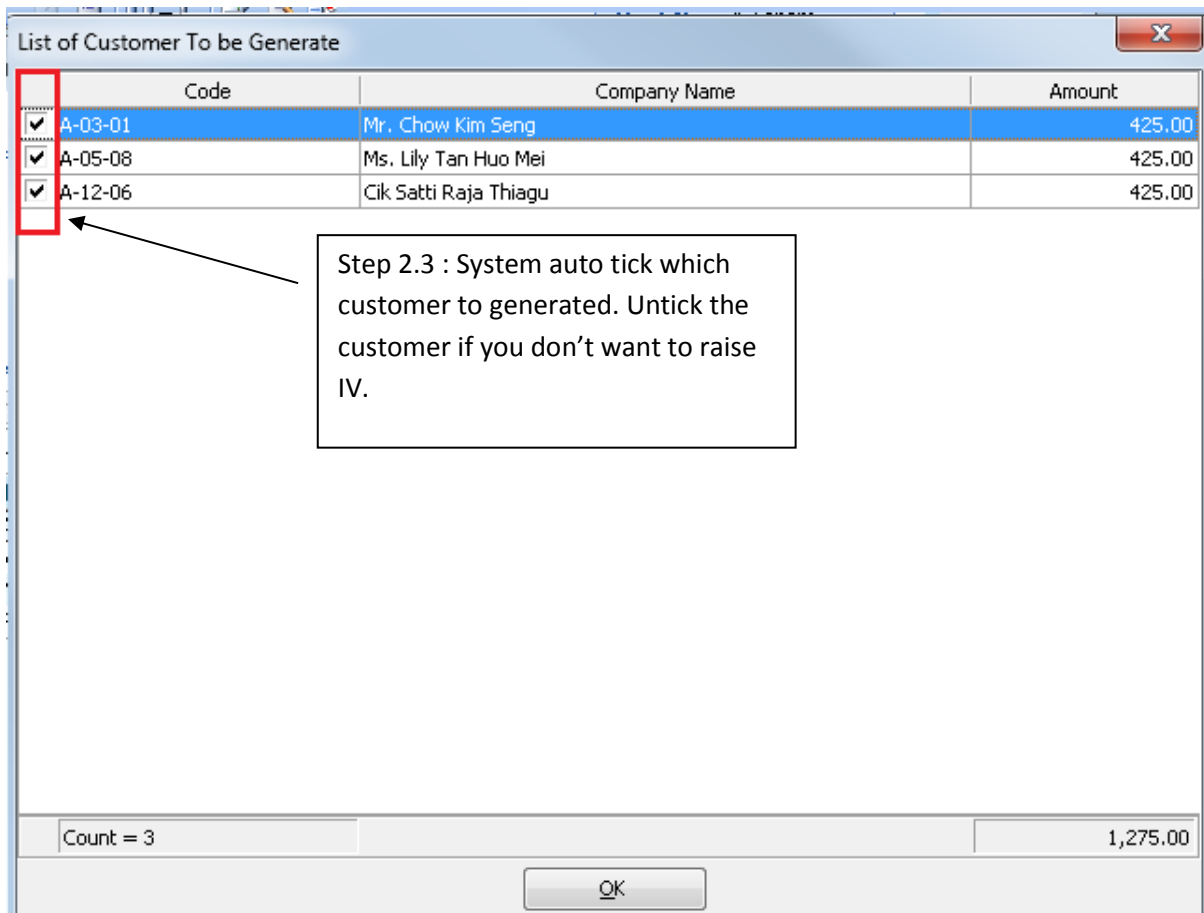 List of Customer To be Generate
x
Code Company Name Amount
A-03-01 Mr. Chow Kim Seng 425.00
A-05-08 Ms. Lily Tan Huo Mei 425.00
A-12-06 Cik Satti Raja Thiagu 425.00
Step 2.3 : System auto tick which
customer to generated. Untick the
customer if you don’t want to raise
IV.
Count = 3 1,275.00
OK